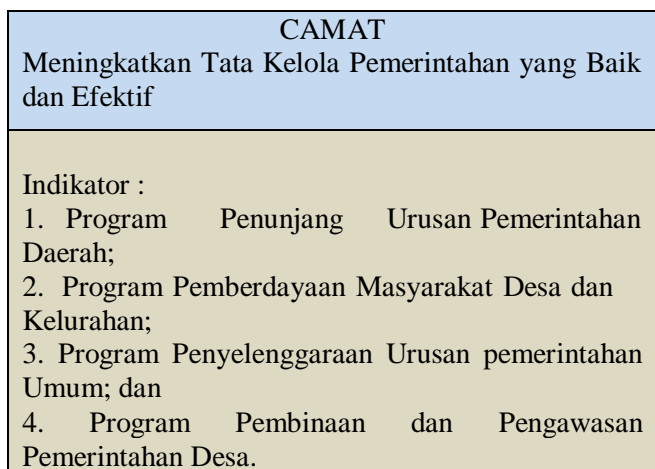 CAMAT
Meningkatkan Tata Kelola Pemerintahan yang Baik
dan Efektif
Indikator :
1. Program Penunjang Urusan Pemerintahan
Daerah;
2. Program Pemberdayaan Masyarakat Desa dan
Kelurahan;
3. Program Penyelenggaraan Urusan pemerintahan
Umum; dan
4. Program Pembinaan dan Pengawasan
Pemerintahan Desa.